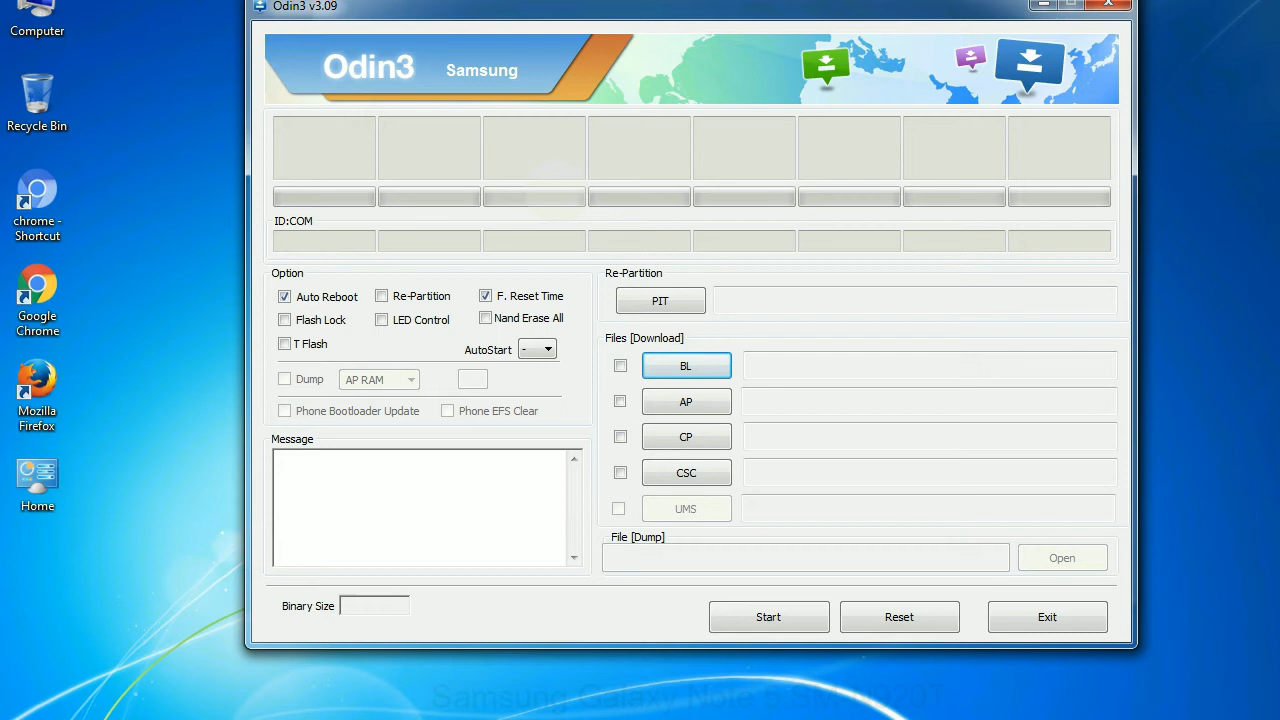 Computer
Recycle Bin
chrome - Shortcut
Google Chrome
Mozilla Firefox
Home
Odin3 v3.09
Odin3 Samsung
ID:COM
Option
Auto Reboot
Re-Partition
F. Reset Time
Flash Lock
LED Control
Nand Erase All
T Flash
AutoStart -
Dump
AP RAM
Phone Bootloader Update
Phone EFS Clear
Message
Re-Partition
PIT
Files [Download]
BL
AP
CP
CSC
UMS
File [Dump]
Open
Binary Size
Start
Reset
Exit
Samsung Galaxy Note